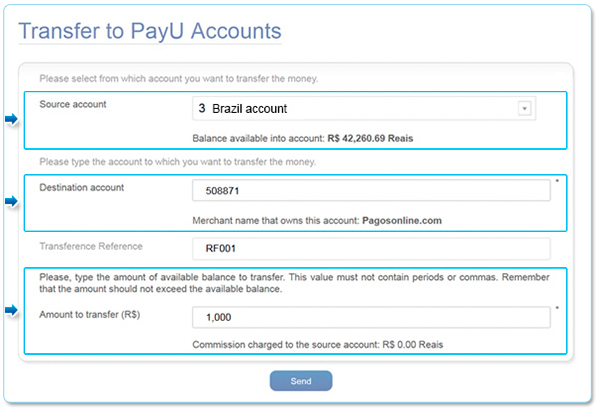 Transfer to PayU Accounts
Please select from which account you want to transfer the money.
Source account
3 Brazil account
Balance available into account: R$ 42,260.69 Reais
Please type the account to which you want to transfer the money.
Destination account
508871 *
Merchant name that owns this account: Pagosonline.com
Transference Reference
RF001
Please, type the amount of available balance to transfer. This value must not contain periods or commas. Remember
that the amount should not exceed the available balance.
Amount to transfer (R$)
1,000 *
Commission charged to the source account: R$ 0.00 Reais
Send